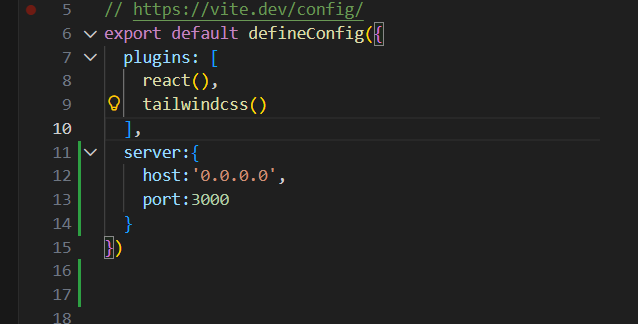 5 // https://vite.dev/config/
6 export default defineConfig({
7 plugins: [
8 react(),
9 tailwindcss()
10 ],
11 server:{
12 host:'0.0.0.0',
13 port:3000
14 }
15 })
16
17
18